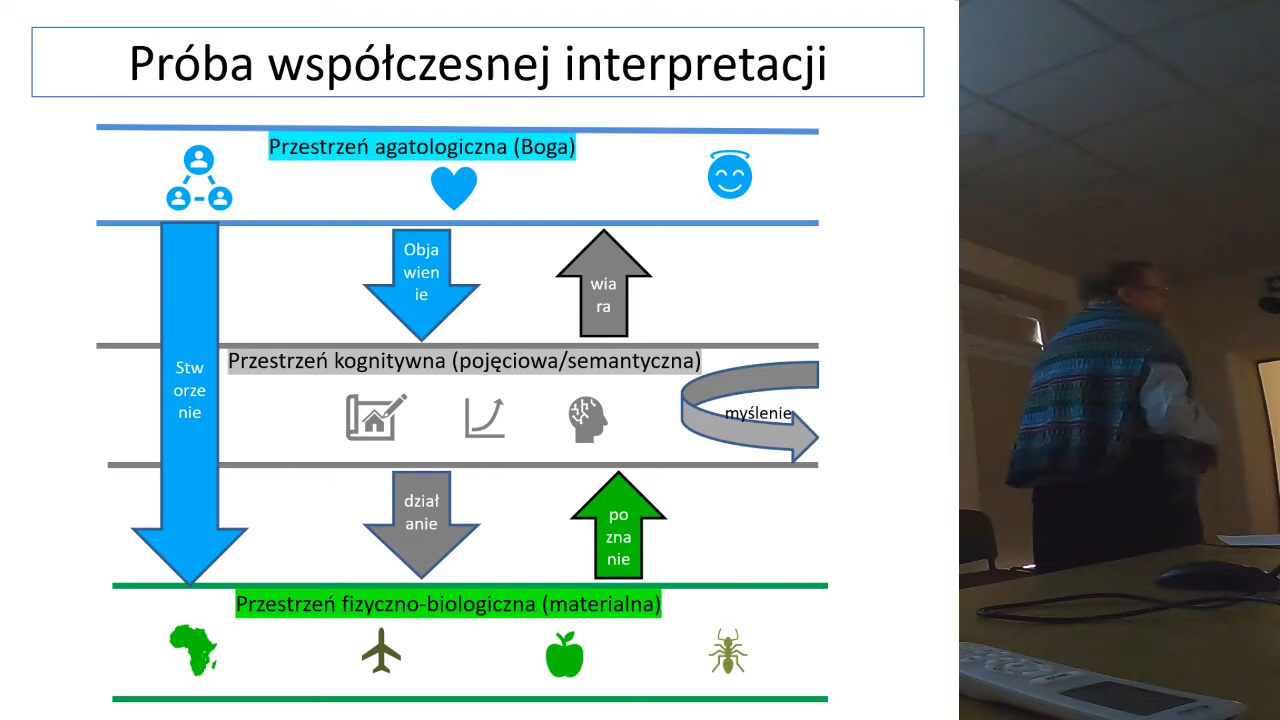 Próba współczesnej interpretacji
Przestrzeń agatologiczna (Boga)
Obja
wien
ie
wia
ra
Stw
orze
nie
Przestrzeń kognitywna (pojęciowa/semantyczna)
myślenie
dział
anie
po
zna
nie
Przestrzeń fizyczno-biologiczna (materialna)